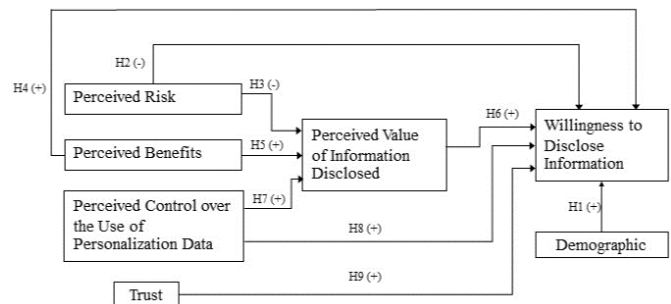 H2 (-)
H4 (+)
H3 (-)
Perceived Risk
H6 (+)
Perceived Value
of Information
Disclosed
Willingness to
Disclose
Information
Perceived Benefits
H5 (+)
H7 (+)
Perceived Control over
the Use of
Personalization Data
H8 (+)
H1 (+)
Demographic
H9 (+)
Trust